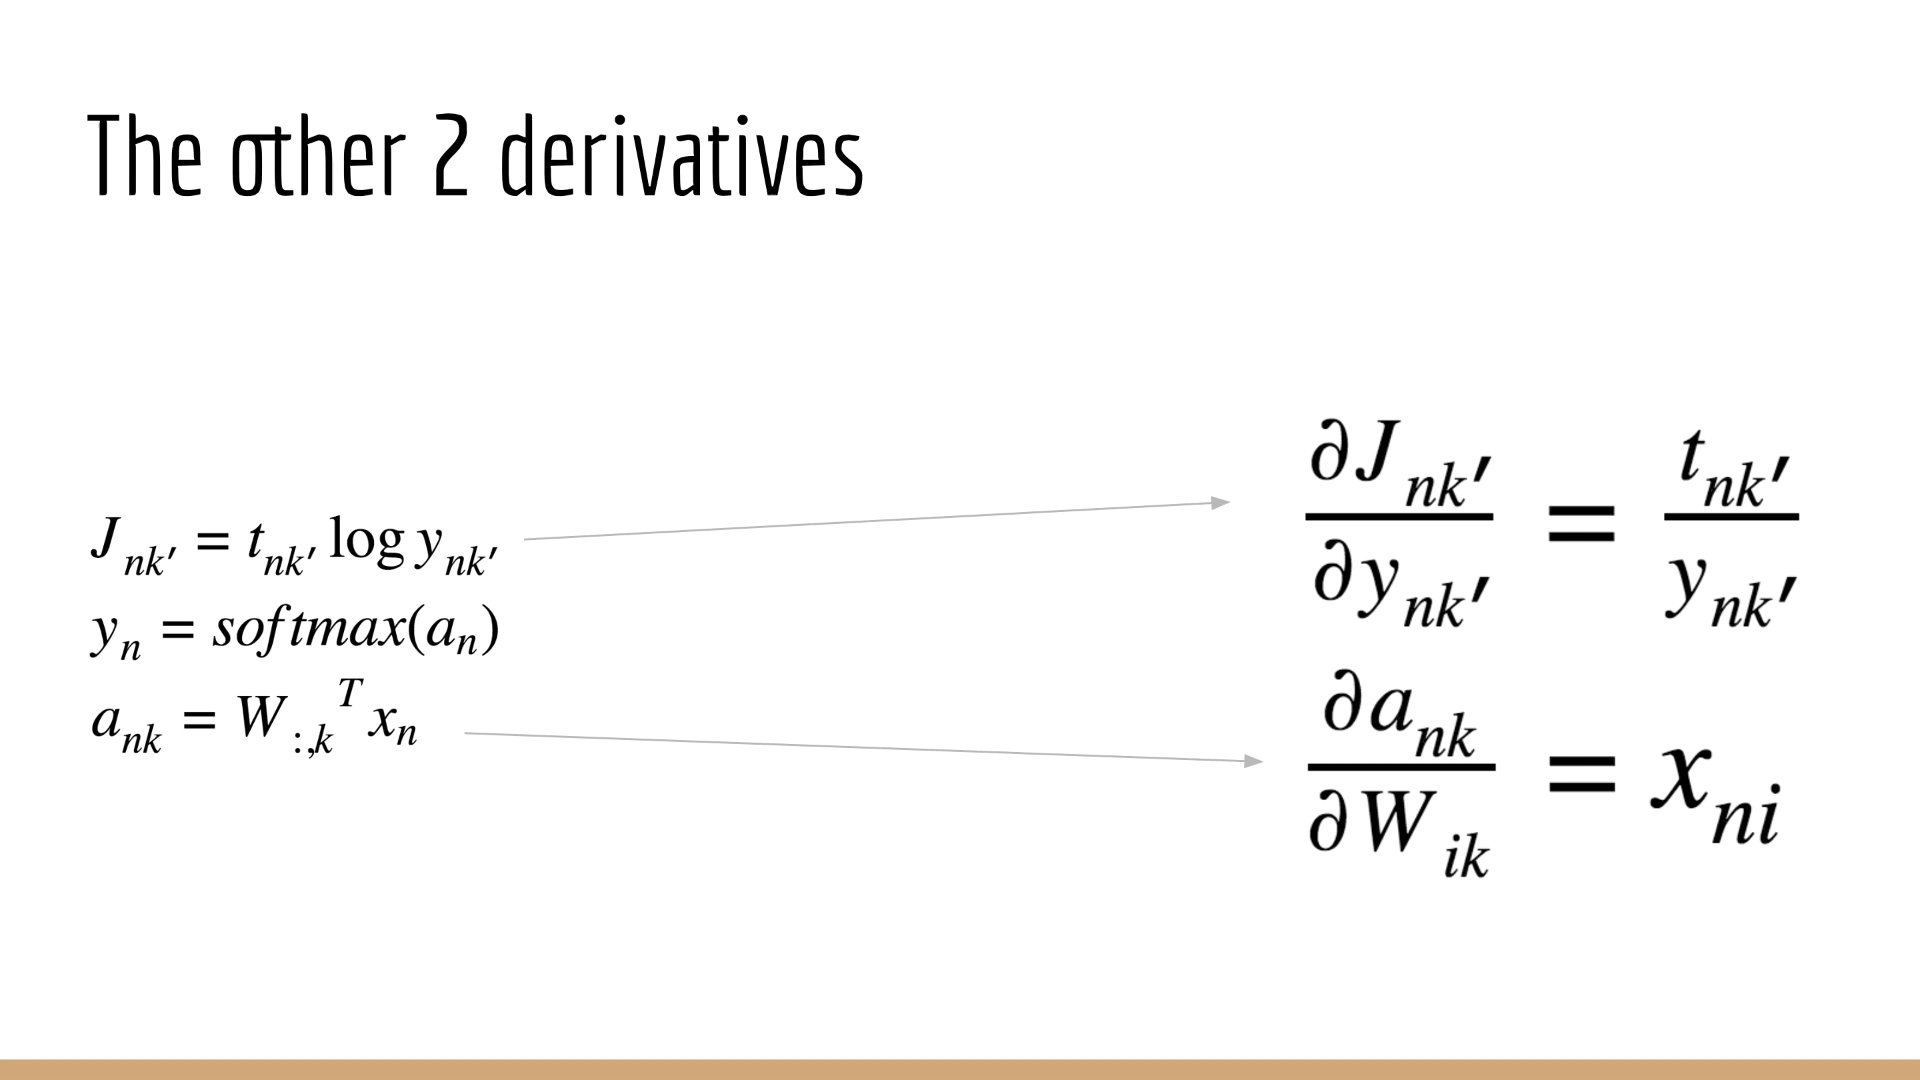 The other 2 derivatives
J_{nk'} = t_{nk'} log y_{nk'}
y_n = softmax(a_n)
a_{nk} = W_{:,k}^T x_n
∂J_{nk'} / ∂y_{nk'} = t_{nk'} / y_{nk'}
∂a_{nk} / ∂W_{ik} = x_{ni}